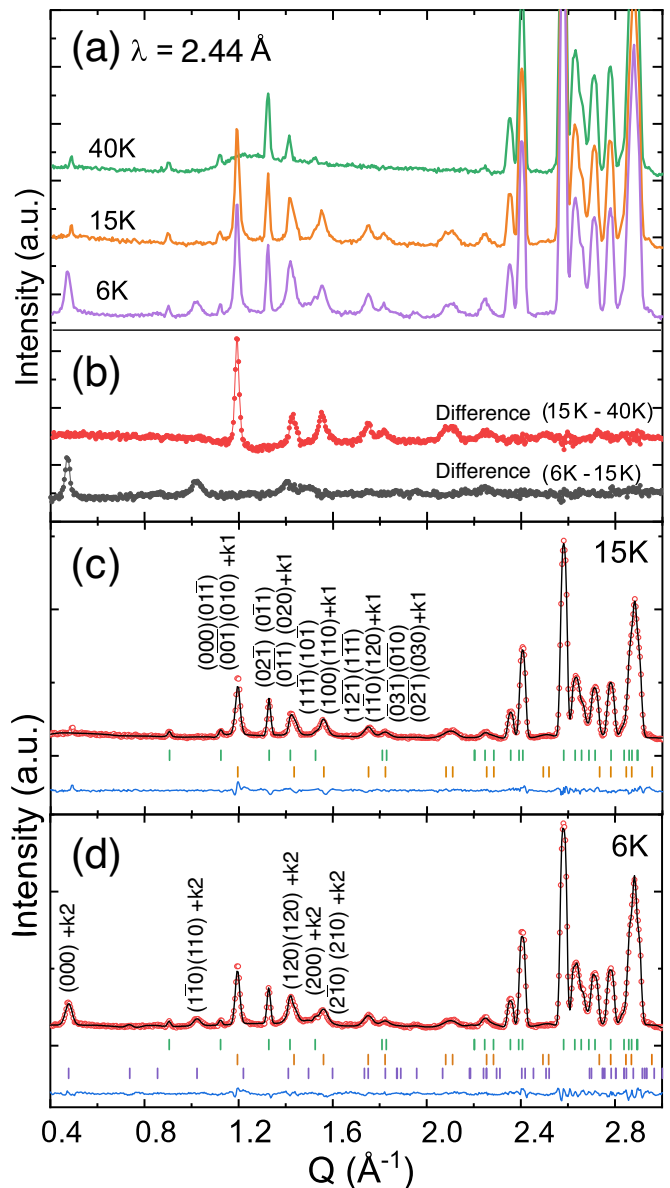 (a) λ = 2.44 Å
40K
15K
6K
Intensity (a.u.)
(b)
Difference (15K - 40K)
Difference (6K - 15K)
(c)
15K
(000)(01̄1̄)
(001̄)(010) +k1
(021̄) (01̄1)
(01̄1) (020) +k1
(111̄)(101̄)
(100)(110)+k1
(12̄1)(11̄1)
(11̄0)(120)+k1
(03̄1)(01̄0)
(02̄1)(030)+k1
Intensity (a.u.)
(d)
6K
(000) +k2
(11̄0)(110) +k2
(120)(120) +k2
(200) +k2
(21̄0) (210) +k2
0.4 0.8 1.2 1.6 2.0 2.4 2.8
Q (Å⁻¹)